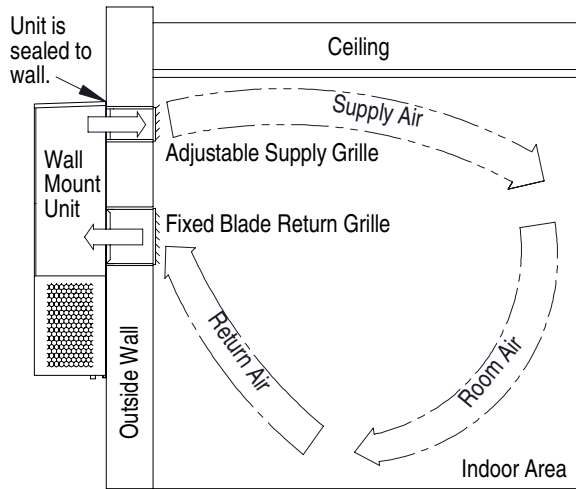 Unit is
sealed to
wall.
Ceiling
Supply Air
Adjustable Supply Grille
Wall
Mount
Unit
Fixed Blade Return Grille
Return Air
Room Air
Outside Wall
Indoor Area